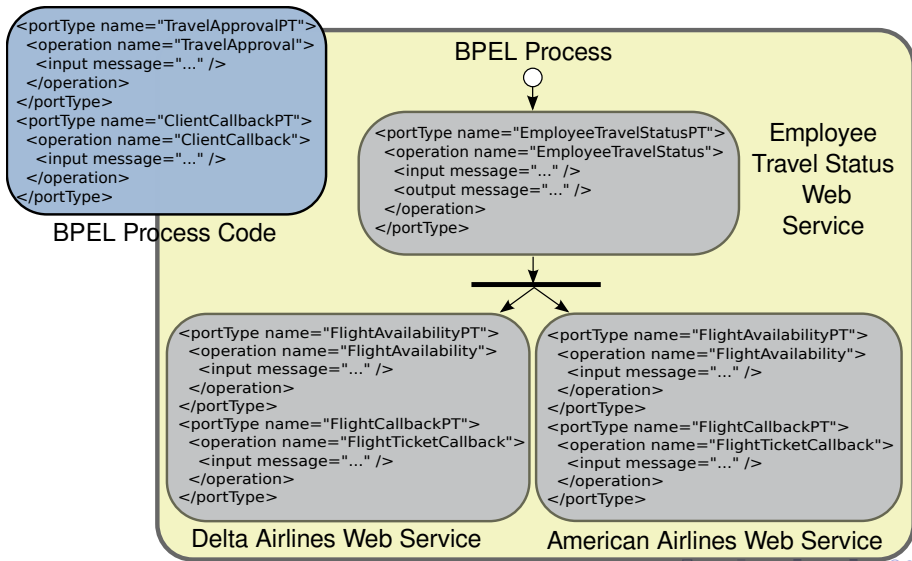 <portType name="TravelApprovalPT">
<operation name="TravelApproval">
<input message="..." />
</operation>
</portType>
<portType name="ClientCallbackPT">
<operation name="ClientCallback">
<input message="..." />
</operation>
</portType>
BPEL Process Code
BPEL Process
<portType name="EmployeeTravelStatusPT">
<operation name="EmployeeTravelStatus">
<input message="..." />
<output message="..." />
</operation>
</portType>
Employee
Travel Status
Web
Service
<portType name="FlightAvailabilityPT">
<operation name="FlightAvailability">
<input message="..." />
</operation>
</portType>
<portType name="FlightCallbackPT">
<operation name="FlightTicketCallback">
<input message="..." />
</operation>
</portType>
Delta Airlines Web Service
<portType name="FlightAvailabilityPT">
<operation name="FlightAvailability">
<input message="..." />
</operation>
</portType>
<portType name="FlightCallbackPT">
<operation name="FlightTicketCallback">
<input message="..." />
</operation>
</portType>
American Airlines Web Service